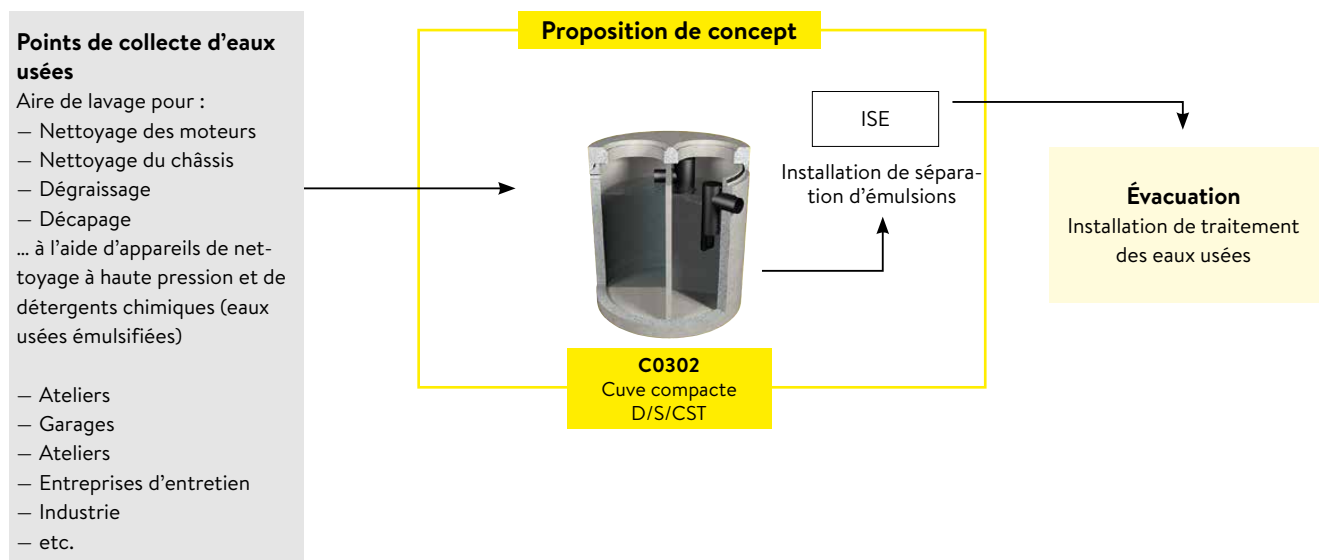 Points de collecte d’eaux
usées
Aire de lavage pour :
— Nettoyage des moteurs
— Nettoyage du châssis
— Dégraissage
— Décapage
... à l’aide d’appareils de net-
toyage à haute pression et de
détergents chimiques (eaux
usées émulsifiées)
— Ateliers
— Garages
— Ateliers
— Entreprises d’entretien
— Industrie
— etc.
Proposition de concept
C0302
Cuve compacte
D/S/CST
ISE
Installation de sépara-
tion d’émulsions
Évacuation
Installation de traitement
des eaux usées